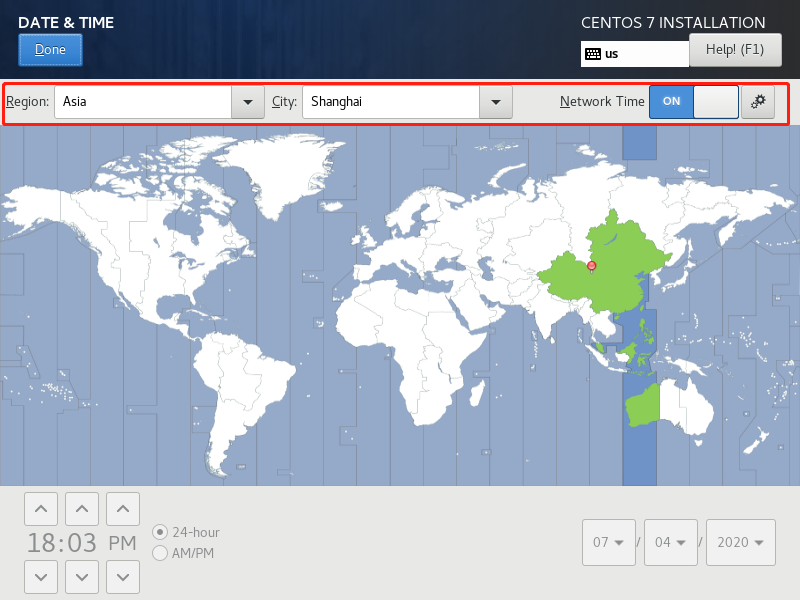 DATE & TIME
CENTOS 7 INSTALLATION
Done
us
Help! (F1)
Region: Asia City: Shanghai Network Time ON
18:03 PM
24-hour
AM/PM
07 / 04 / 2020